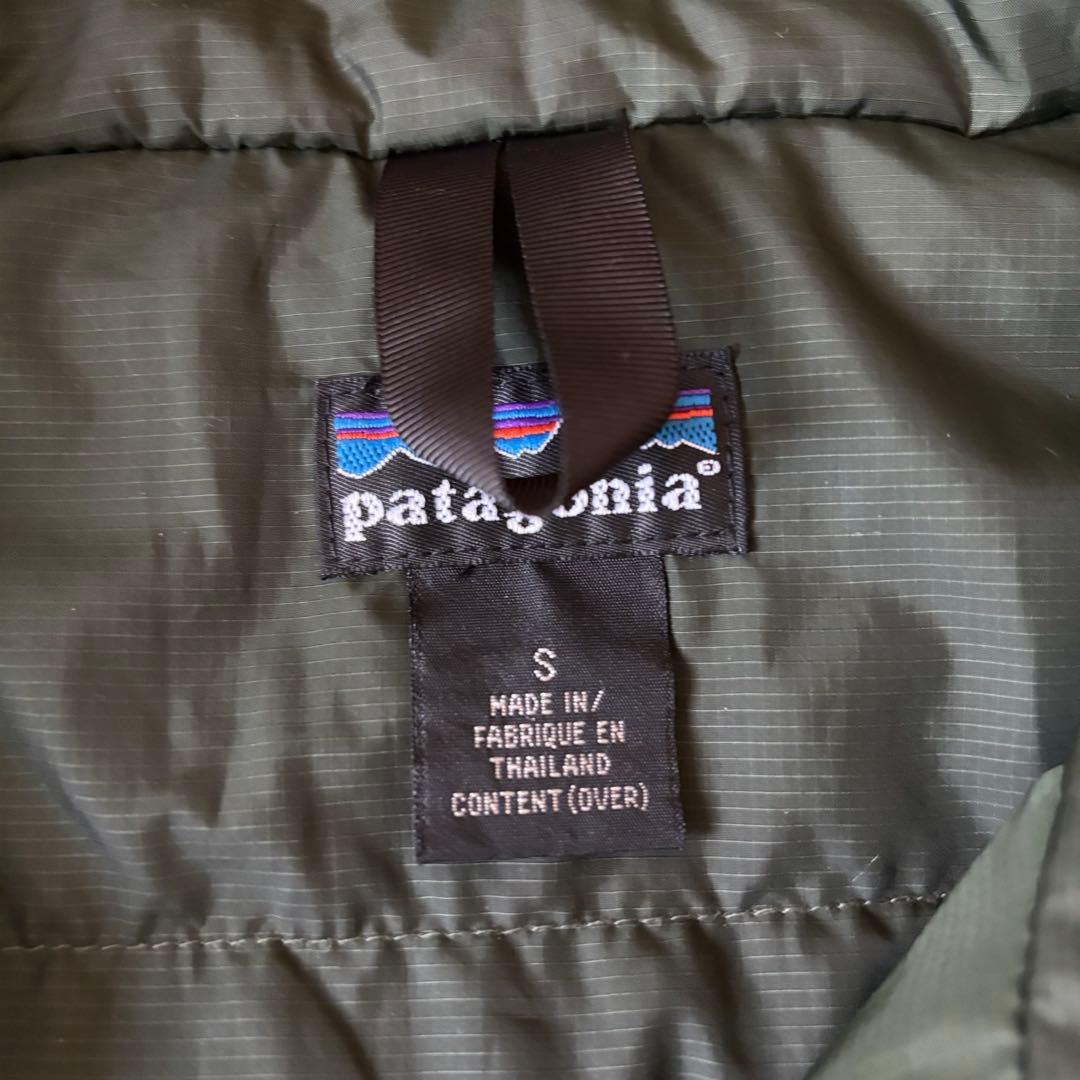 patagonia®
S
MADE IN/
FABRIQUE EN
THAILAND
CONTENT (OVER)